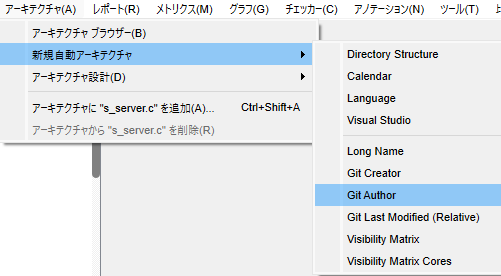 アーキテクチャ(A) レポート(R) メトリクス(M) グラフ(G) チェッカー(C) アノテーション(N) ツール(T)
アーキテクチャ ブラウザー(B)
新規自動アーキテクチャ
アーキテクチャ設計(D)
アーキテクチャに "s_server.c" を追加(A)... Ctrl+Shift+A
アーキテクチャから "s_server.c" を削除(R)
Directory Structure
Calendar
Language
Visual Studio
Long Name
Git Creator
Git Author
Git Last Modified (Relative)
Visibility Matrix
Visibility Matrix Cores